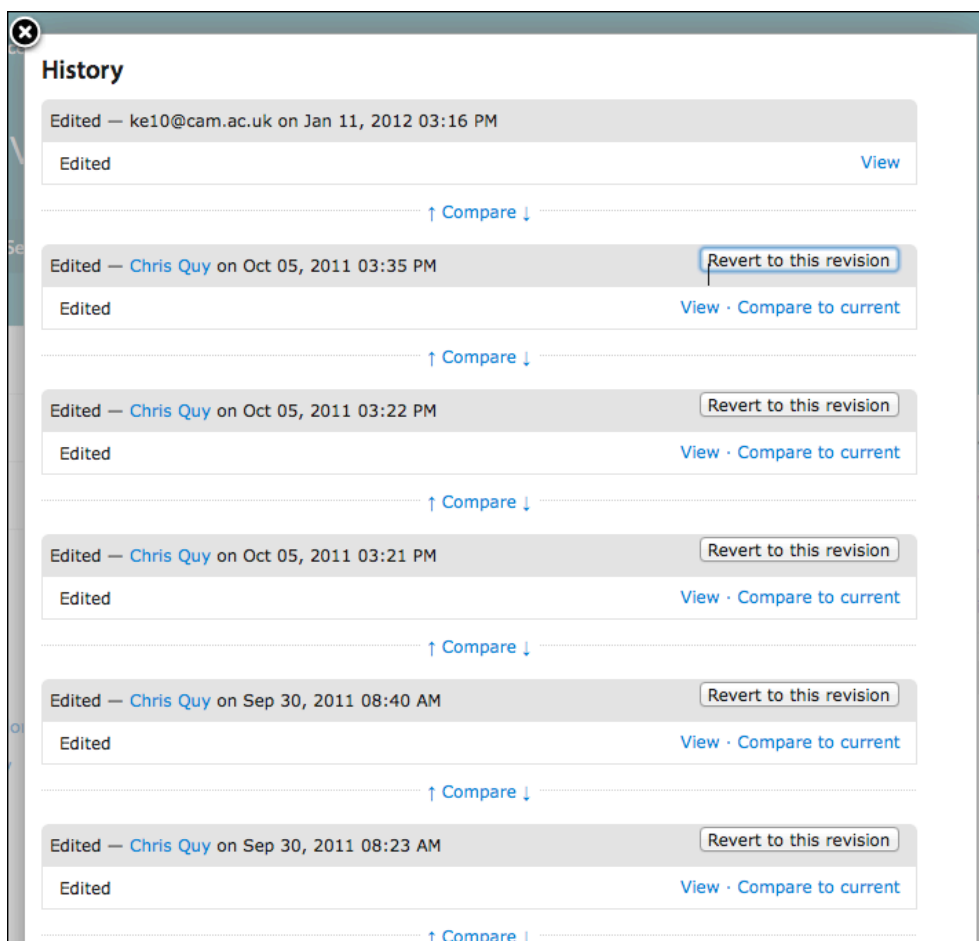 History
Edited — ke10@cam.ac.uk on Jan 11, 2012 03:16 PM
Edited View
↑ Compare ↓
Edited — Chris Quy on Oct 05, 2011 03:35 PM Revert to this revision
Edited View · Compare to current
↑ Compare ↓
Edited — Chris Quy on Oct 05, 2011 03:22 PM Revert to this revision
Edited View · Compare to current
↑ Compare ↓
Edited — Chris Quy on Oct 05, 2011 03:21 PM Revert to this revision
Edited View · Compare to current
↑ Compare ↓
Edited — Chris Quy on Sep 30, 2011 08:40 AM Revert to this revision
Edited View · Compare to current
↑ Compare ↓
Edited — Chris Quy on Sep 30, 2011 08:23 AM Revert to this revision
Edited View · Compare to current
↑ Compare ↓